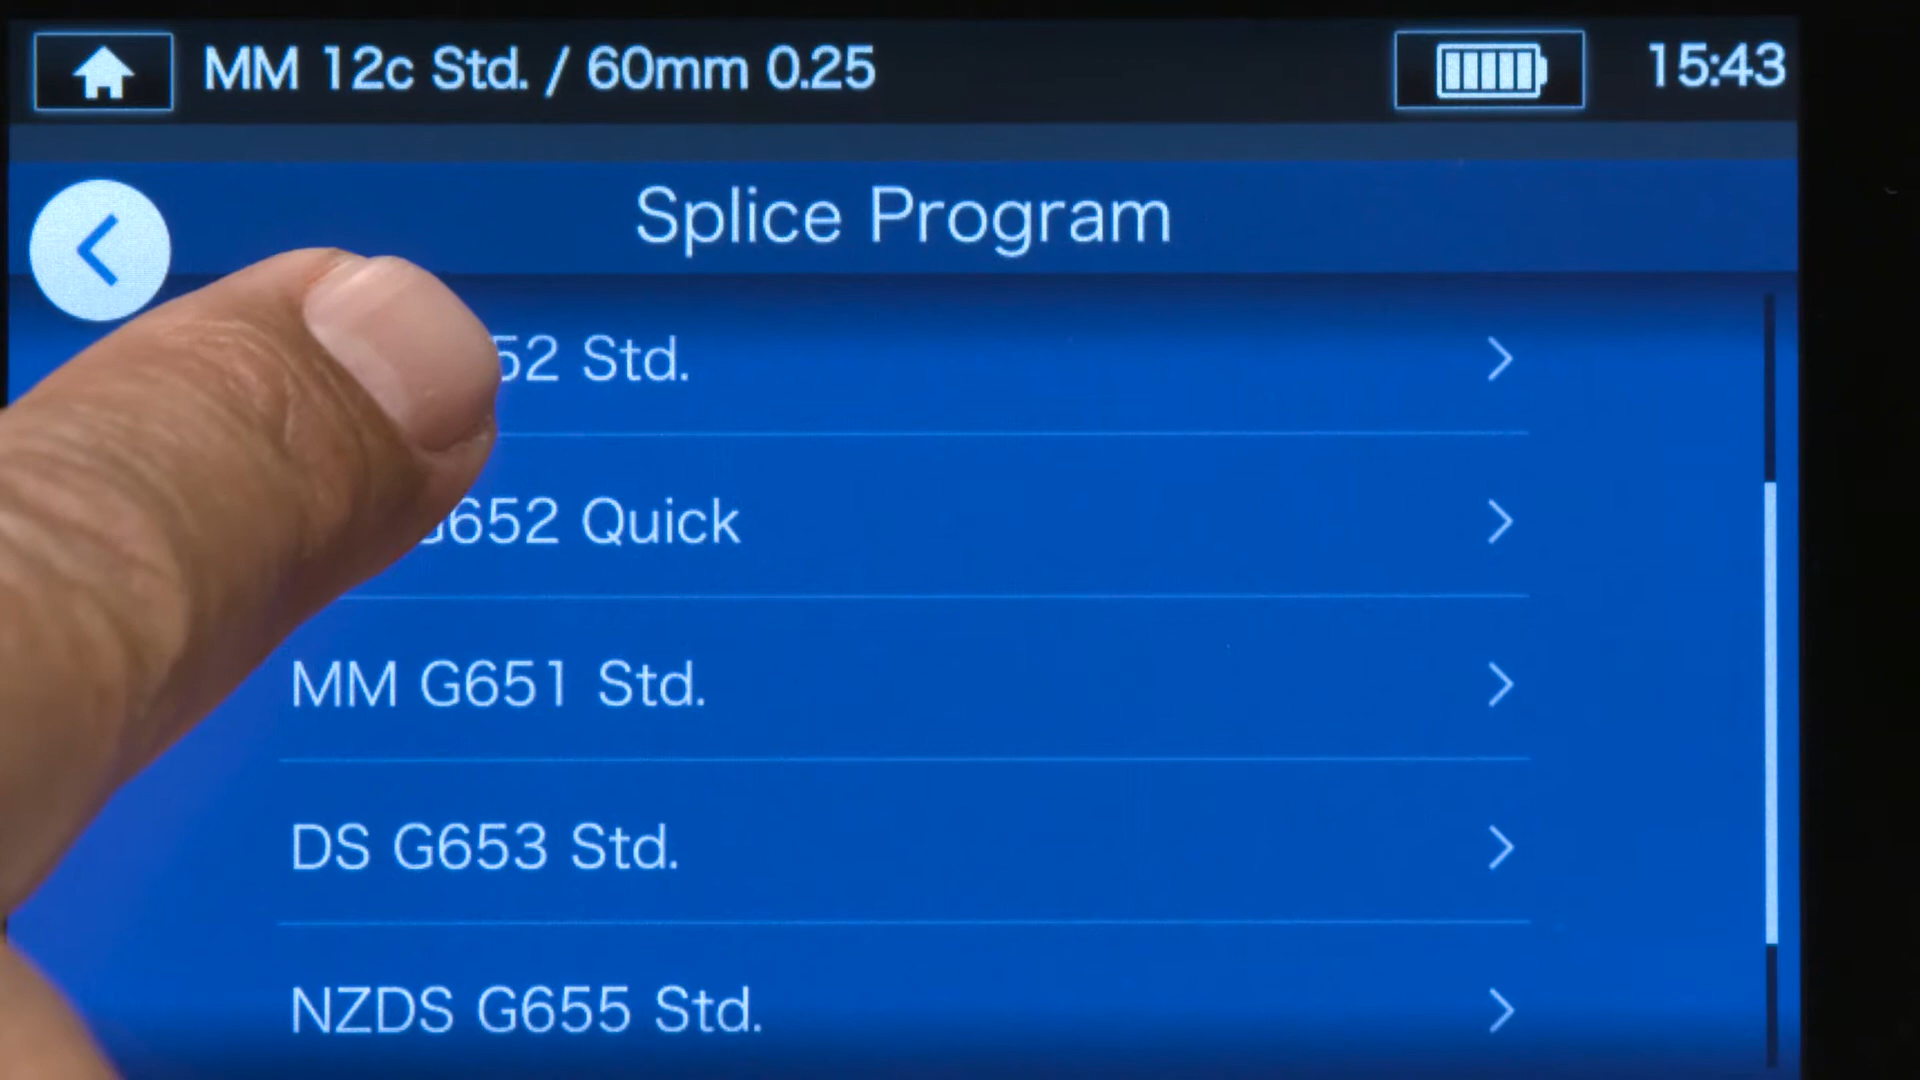 MM 12c Std. / 60mm 0.25
15:43
Splice Program
52 Std.
652 Quick
MM G651 Std.
DS G653 Std.
NZDS G655 Std.